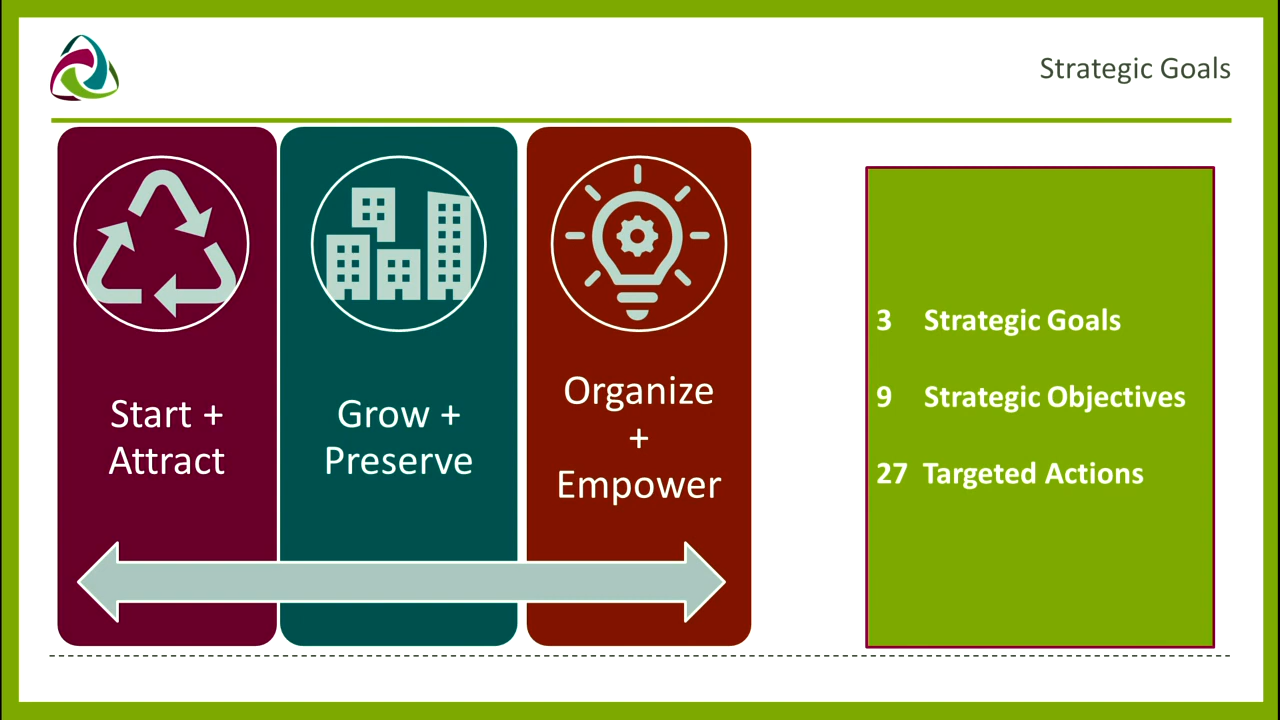 Strategic Goals
Start +
Attract
Grow +
Preserve
Organize
+
Empower
3 Strategic Goals
9 Strategic Objectives
27 Targeted Actions